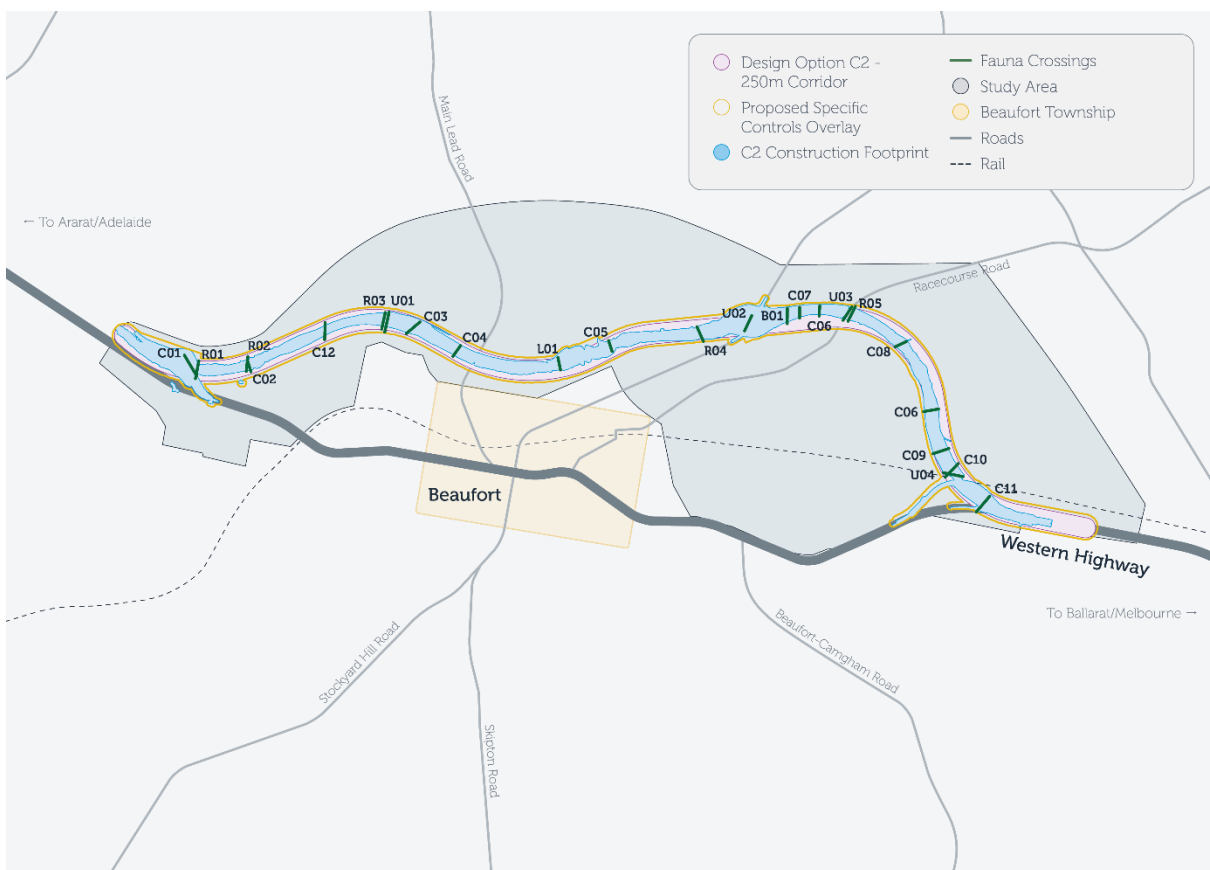 Design Option C2 -
250m Corridor
Proposed Specific
Controls Overlay
C2 Construction Footprint
Fauna Crossings
Study Area
Beaufort Township
Roads
Rail
Main Lead Road
← To Ararat/Adelaide
Racecourse Road
R03 U01
C03
C07
U03
R05
U02
B01
C06
C01
R01
R02
C12
C02
C04
L01
C05
R04
C08
C06
C09
C10
U04
C11
Beaufort
Western Highway
To Ballarat/Melbourne →
Stockyard Hill Road
Skipton Road
Beaufort-Carngham Road